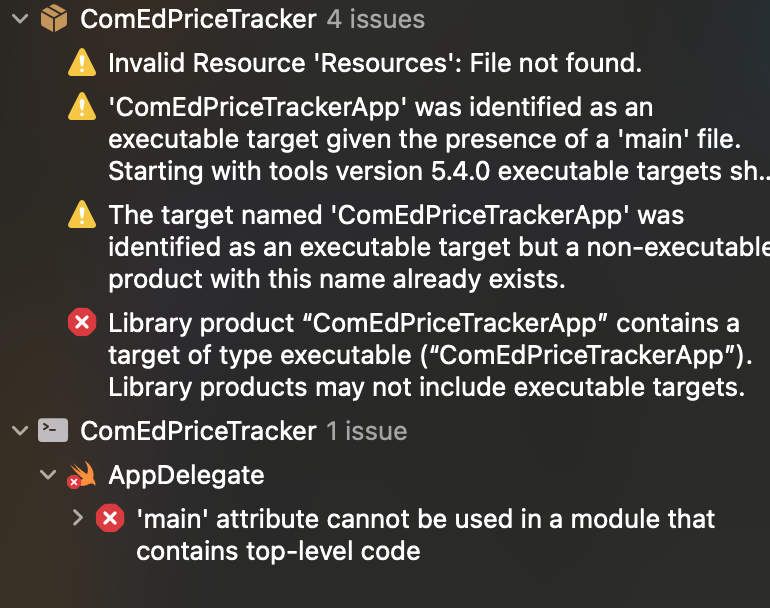 ComEdPriceTracker 4 issues
Invalid Resource 'Resources': File not found.
'ComEdPriceTrackerApp' was identified as an
executable target given the presence of a 'main' file.
Starting with tools version 5.4.0 executable targets sh...
The target named 'ComEdPriceTrackerApp' was
identified as an executable target but a non-executable
product with this name already exists.
Library product “ComEdPriceTrackerApp” contains a
target of type executable (“ComEdPriceTrackerApp”).
Library products may not include executable targets.
ComEdPriceTracker 1 issue
AppDelegate
'main' attribute cannot be used in a module that
contains top-level code